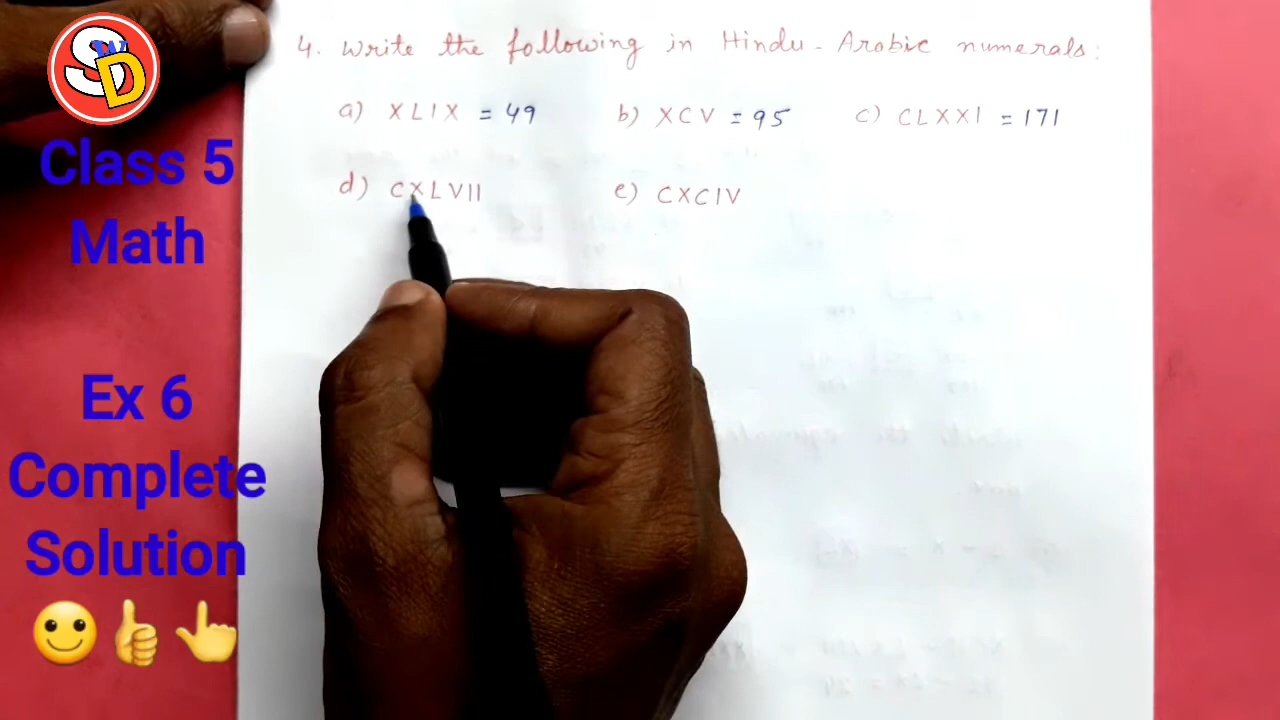 SWD
Class 5
Math
Ex 6
Complete
Solution
4. Write the following in Hindu-Arabic numerals:
a) XLIX = 49 b) XCV = 95 c) CLXXI = 171
d) CXLVII e) CXCIV